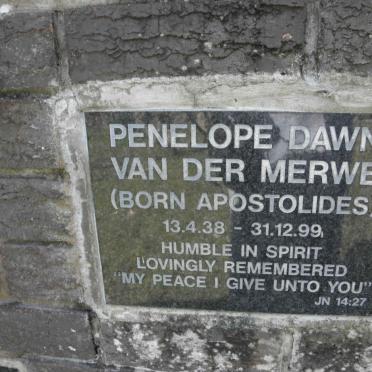 PENELOPE DAWN
VAN DER MERWE
(BORN APOSTOLIDES)
13.4.38 - 31.12.99
HUMBLE IN SPIRIT
LOVINGLY REMEMBERED
"MY PEACE I GIVE UNTO YOU"
JN 14:27